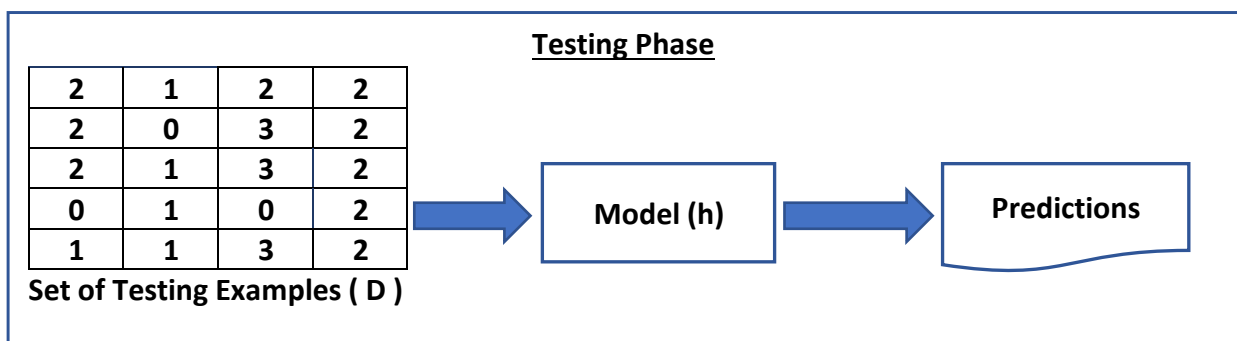 Testing Phase
2 1 2 2
2 0 3 2
2 1 3 2
0 1 0 2
1 1 3 2
Model (h)
Predictions
Set of Testing Examples ( D )